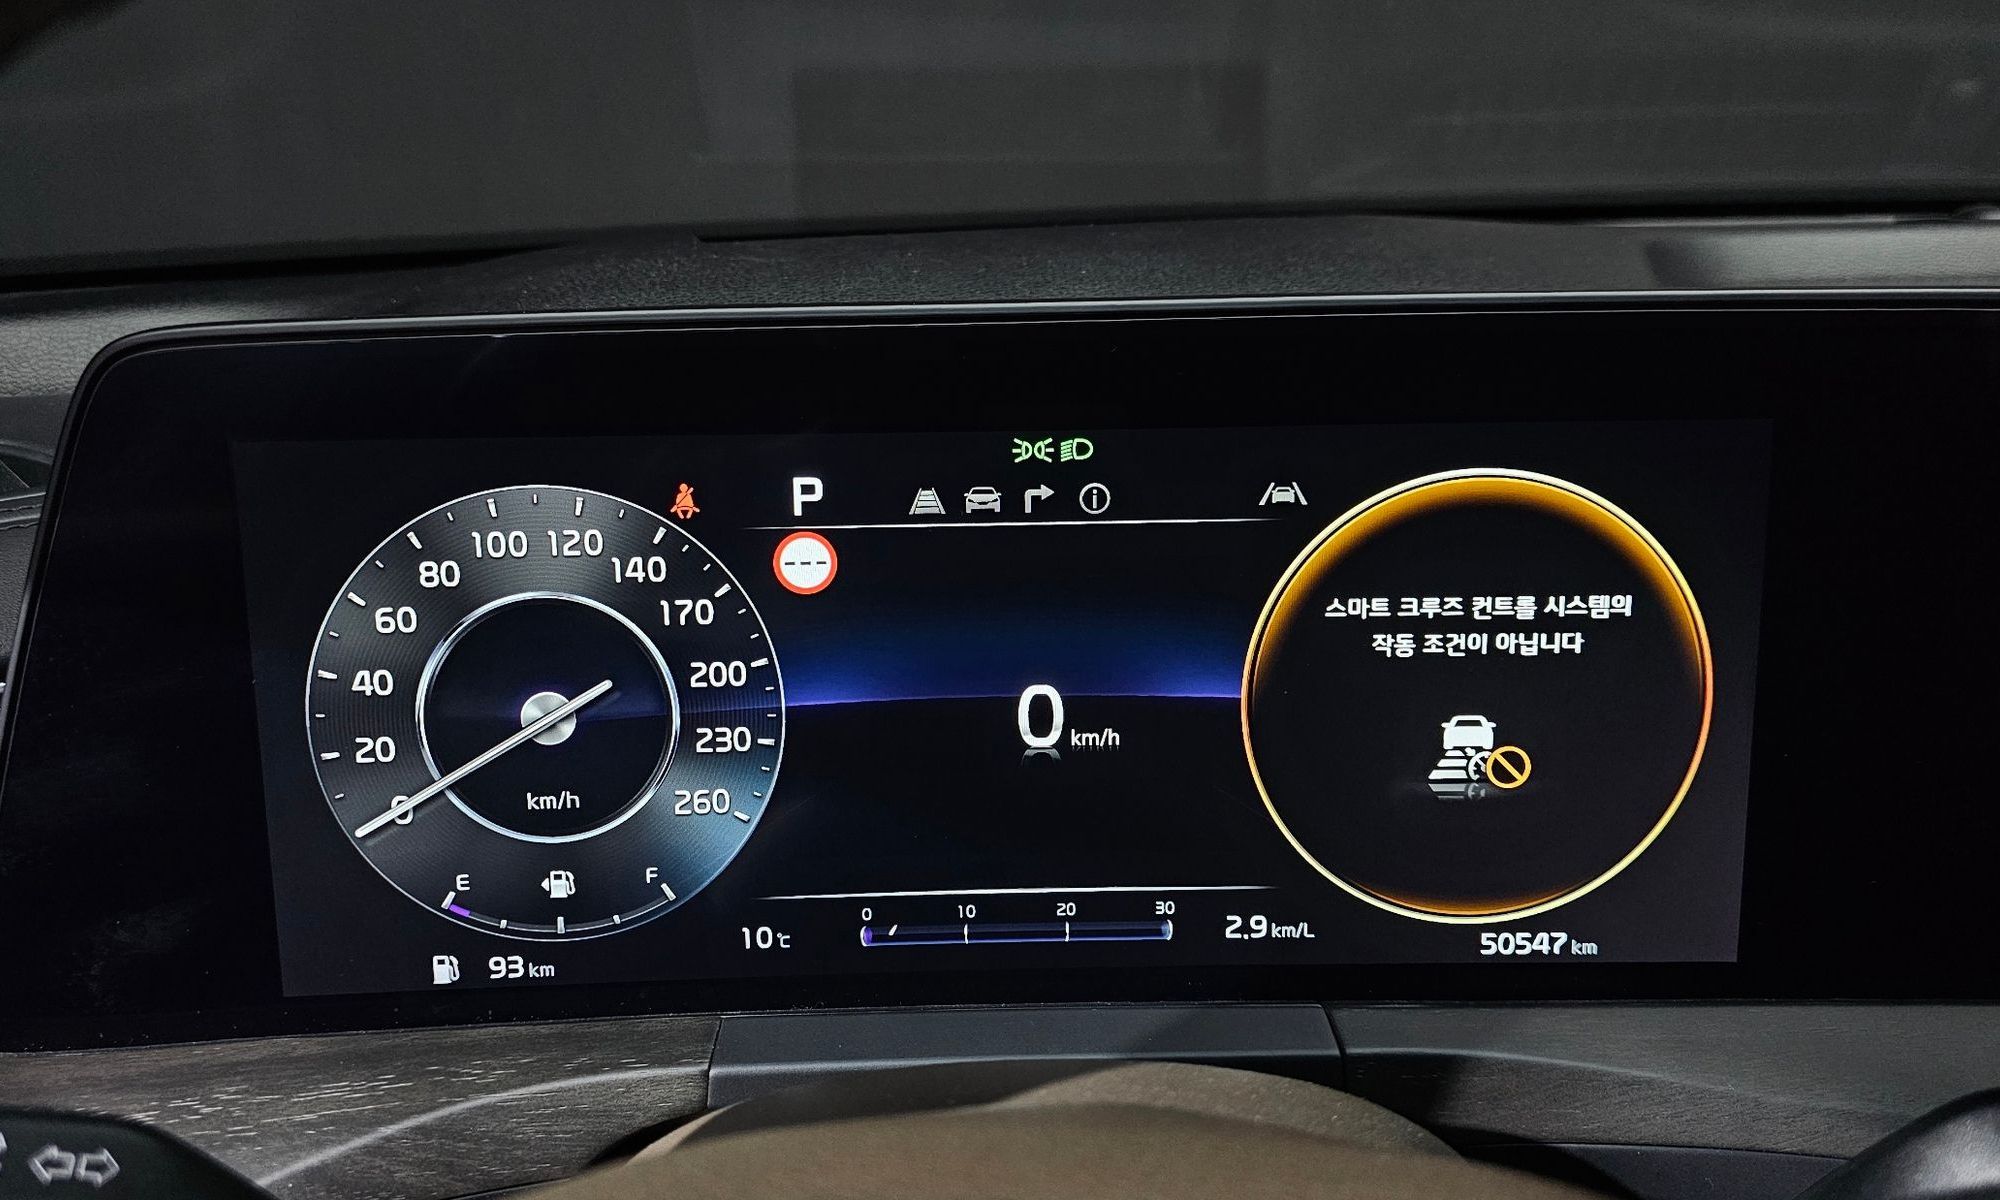 P
100 120
80 140
60 170
40 200
20 230
0 260
km/h
E F
93 km
---
0 km/h
10℃
0 10 20 30
2.9 km/L
스마트 크루즈 컨트롤 시스템의
작동 조건이 아닙니다
50547 km